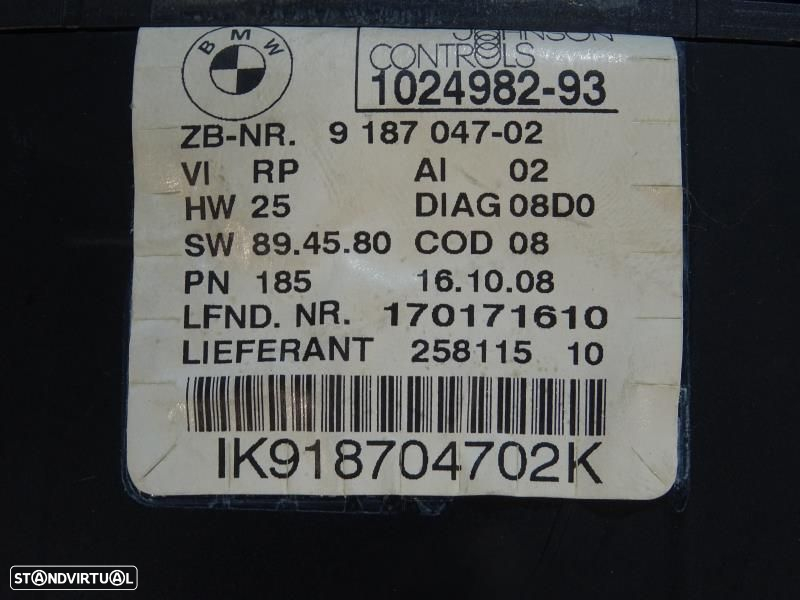 BMW
JOHNSON
CONTROLS
1024982-93
ZB-NR. 9 187 047-02
VI RP AI 02
HW 25 DIAG 08D0
SW 89.45.80 COD 08
PN 185 16.10.08
LFND. NR. 170171610
LIEFERANT 258115 10
IK918704702K
STANDVIRTUAL